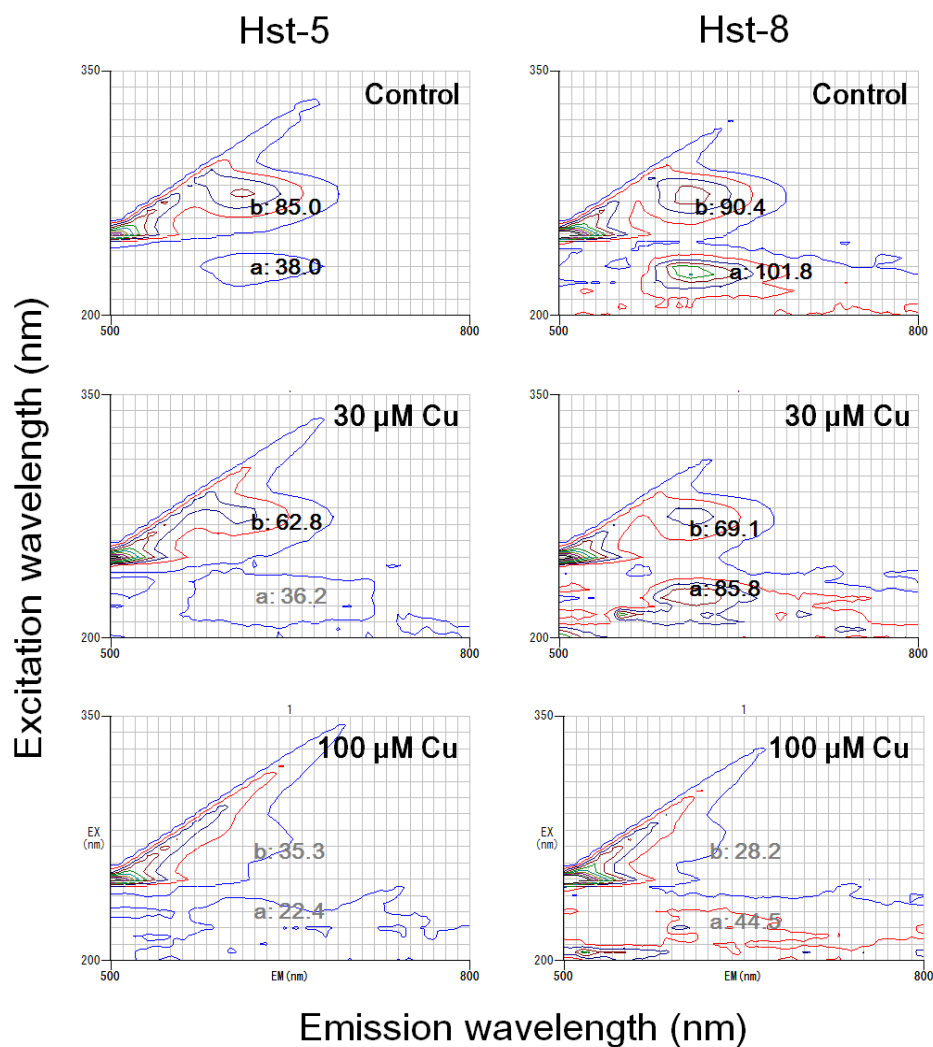 Hst-5
Hst-8
350
Control
b: 85.0
a: 38.0
200
500
800
350
Control
b: 90.4
a: 101.8
200
500
800
Excitation wavelength (nm)
1
350
30 µM Cu
b: 62.8
a: 36.2
200
500
800
350
30 µM Cu
b: 69.1
a: 85.8
200
500
800
1
350
100 µM Cu
EX
(nm)
b: 35.3
a: 22.4
200
500
EM(nm)
800
1
350
100 µM Cu
EX
(nm)
b: 28.2
a: 44.5
200
500
EM(nm)
800
Emission wavelength (nm)